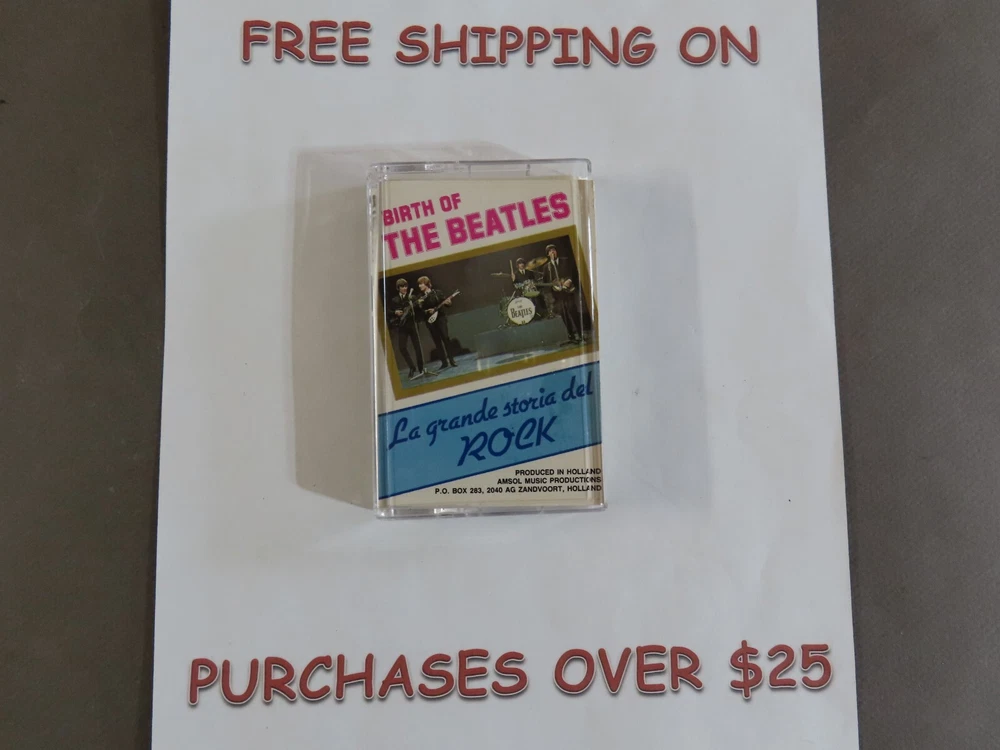 FREE SHIPPING ON
BIRTH OF
THE BEATLES
THE
BEATLES
La grande storia del
ROCK
PRODUCED IN HOLLAND
AMSOL MUSIC PRODUCTIONS
P.O. BOX 283, 2040 AG ZANDVOORT, HOLLAND
PURCHASES OVER $25